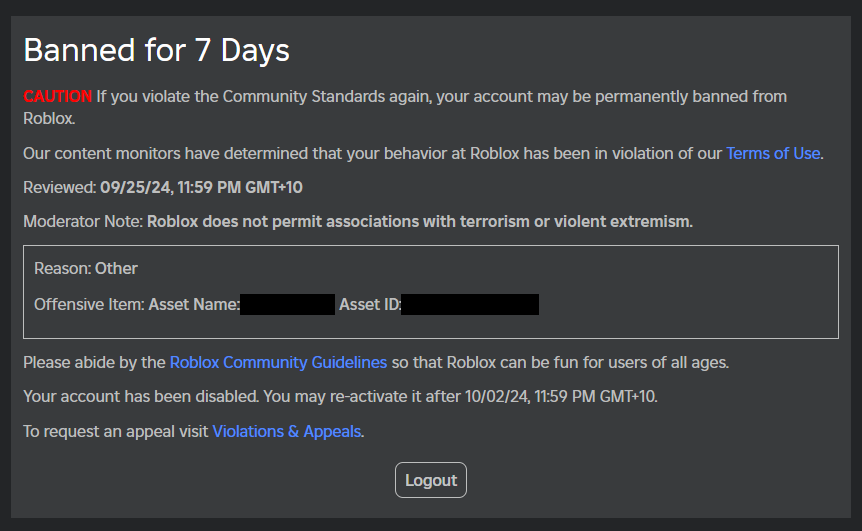 Banned for 7 Days
CAUTION If you violate the Community Standards again, your account may be permanently banned from
Roblox.
Our content monitors have determined that your behavior at Roblox has been in violation of our Terms of Use.
Reviewed: 09/25/24, 11:59 PM GMT+10
Moderator Note: Roblox does not permit associations with terrorism or violent extremism.
Reason: Other
Offensive Item: Asset Name: Asset ID:
Please abide by the Roblox Community Guidelines so that Roblox can be fun for users of all ages.
Your account has been disabled. You may re-activate it after 10/02/24, 11:59 PM GMT+10.
To request an appeal visit Violations & Appeals.
Logout